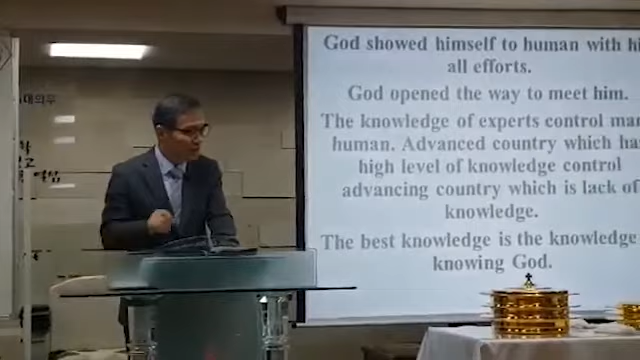 God showed himself to human with hi
all efforts.
God opened the way to meet him.
The knowledge of experts control man
human. Advanced country which ha
high level of knowledge control
advancing country which is lack of
knowledge.
The best knowledge is the knowledge
knowing God.